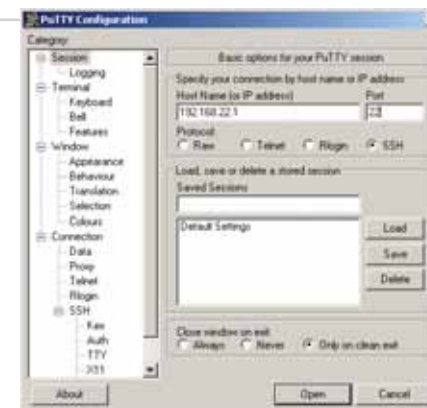 PuTTY Configuration
Category:
Session
Logging
Terminal
Keyboard
Bell
Features
Window
Appearance
Behaviour
Translation
Selection
Colours
Connection
Data
Proxy
Telnet
Rlogin
SSH
Kex
Auth
TTY
X11
Basic options for your PuTTY session
Specify your connection by host name or IP address
Host Name (or IP address) Port
192.168.22.1 22
Protocol:
Raw Telnet Rlogin SSH
Load, save or delete a stored session
Saved Sessions
Default Settings
Load
Save
Delete
Close window on exit:
Always Never Only on clean exit
About Open Cancel